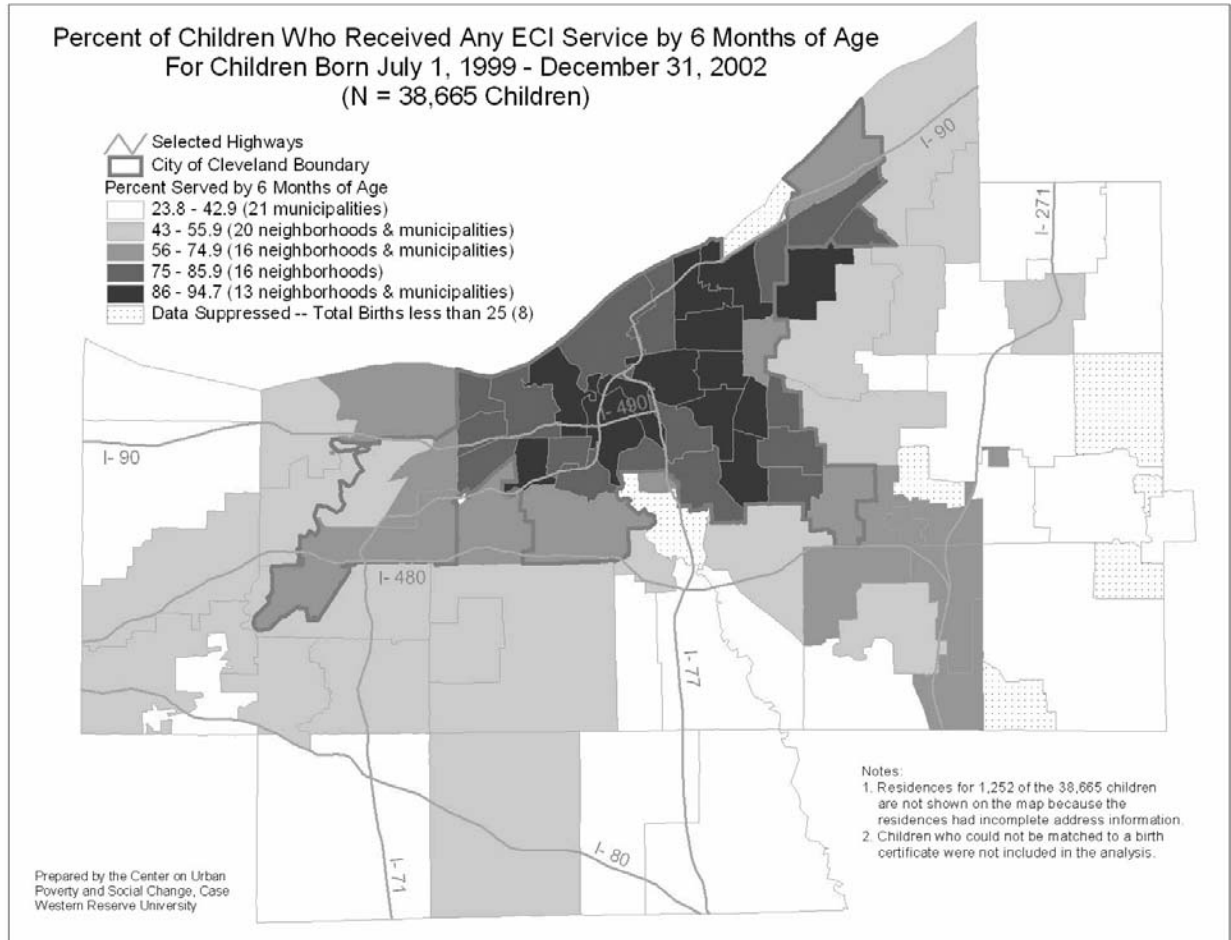 Percent of Children Who Received Any ECI Service by 6 Months of Age
For Children Born July 1, 1999 - December 31, 2002
(N = 38,665 Children)
Selected Highways
City of Cleveland Boundary
Percent Served by 6 Months of Age
23.8 - 42.9 (21 municipalities)
43 - 55.9 (20 neighborhoods & municipalities)
56 - 74.9 (16 neighborhoods & municipalities)
75 - 85.9 (16 neighborhoods)
86 - 94.7 (13 neighborhoods & municipalities)
Data Suppressed -- Total Births less than 25 (8)
I- 90
I- 271
I- 490
I- 90
I- 480
I- 77
I- 80
I- 71
Notes:
1. Residences for 1,252 of the 38,665 children
are not shown on the map because the
residences had incomplete address information.
2. Children who could not be matched to a birth
certificate were not included in the analysis.
Prepared by the Center on Urban
Poverty and Social Change, Case
Western Reserve University